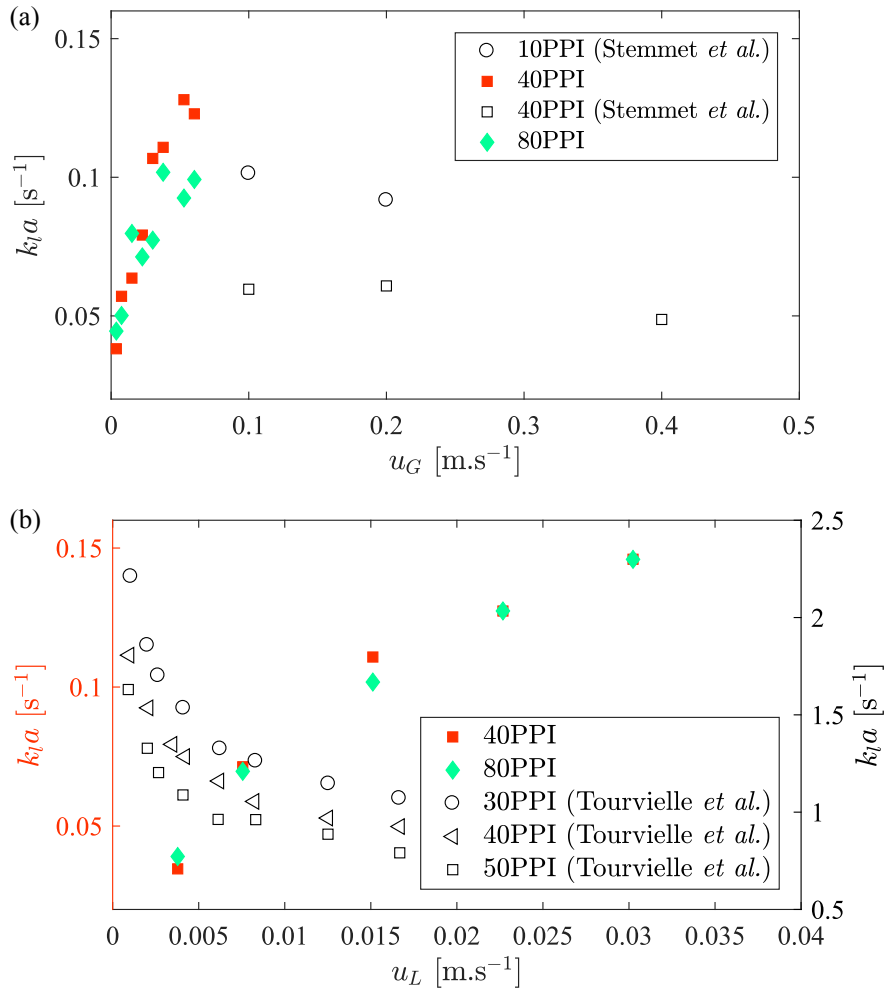 (a)
0.15
0.1
0.05
k_l a [s⁻¹]
10PPI (Stemmet et al.)
40PPI
40PPI (Stemmet et al.)
80PPI
0 0.1 0.2 0.3 0.4 0.5
u_G [m.s⁻¹]
(b)
0.15
0.1
0.05
k_l a [s⁻¹]
2.5
2
1.5
1
0.5
k_l a [s⁻¹]
40PPI
80PPI
30PPI (Tourvielle et al.)
40PPI (Tourvielle et al.)
50PPI (Tourvielle et al.)
0 0.005 0.01 0.015 0.02 0.025 0.03 0.035 0.04
u_L [m.s⁻¹]